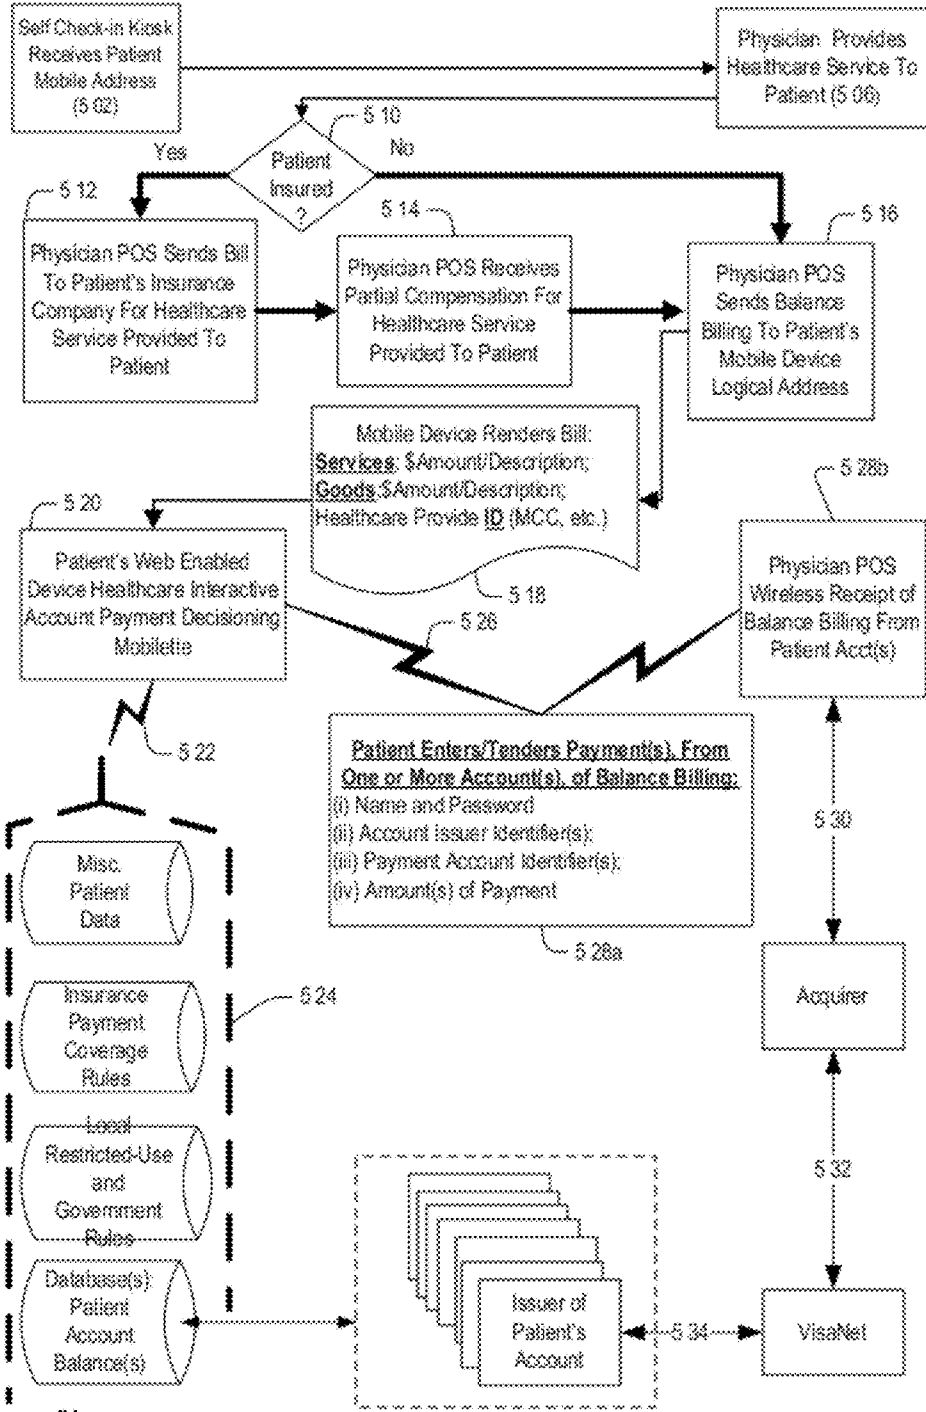 Self Check-in Kiosk
Receives Patient
Mobile Address
(5 02)
Physician Provides
Healthcare Service To
Patient (5 06)
5 10
Patient
Insured
?
Yes
No
5 12
Physician POS Sends Bill
To Patient's Insurance
Company For Healthcare
Service Provided To
Patient
5 14
Physician POS Receives
Partial Compensation For
Healthcare Service
Provided To Patient
5 16
Physician POS
Sends Balance
Billing To Patient's
Mobile Device
Logical Address
Mobile Device Renders Bill:
Services: $Amount/Description;
Goods:$Amount/Description;
Healthcare Provide ID (MCC, etc.)
5 18
5 20
Patient's Web Enabled
Device Healthcare Interactive
Account Payment Decisioning
Mobilette
5 28b
Physician POS
Wireless Receipt of
Balance Billing From
Patient Acct(s)
5 26
5 22
Patient Enters/Tenders Payment(s), From
One or More Account(s), of Balance Billing:
(i) Name and Password
(ii) Account Issuer Identifier(s);
(iii) Payment Account Identifier(s);
(iv) Amount(s) of Payment
5 28a
5 30
Misc.
Patient
Data
5 24
Insurance
Payment
Coverage
Rules
Acquirer
Local
Restricted-Use
and
Government
Rules
5 32
Database(s):
Patient
Account
Balance(s)
Issuer of
Patient's
Account
5 34
VisaNet